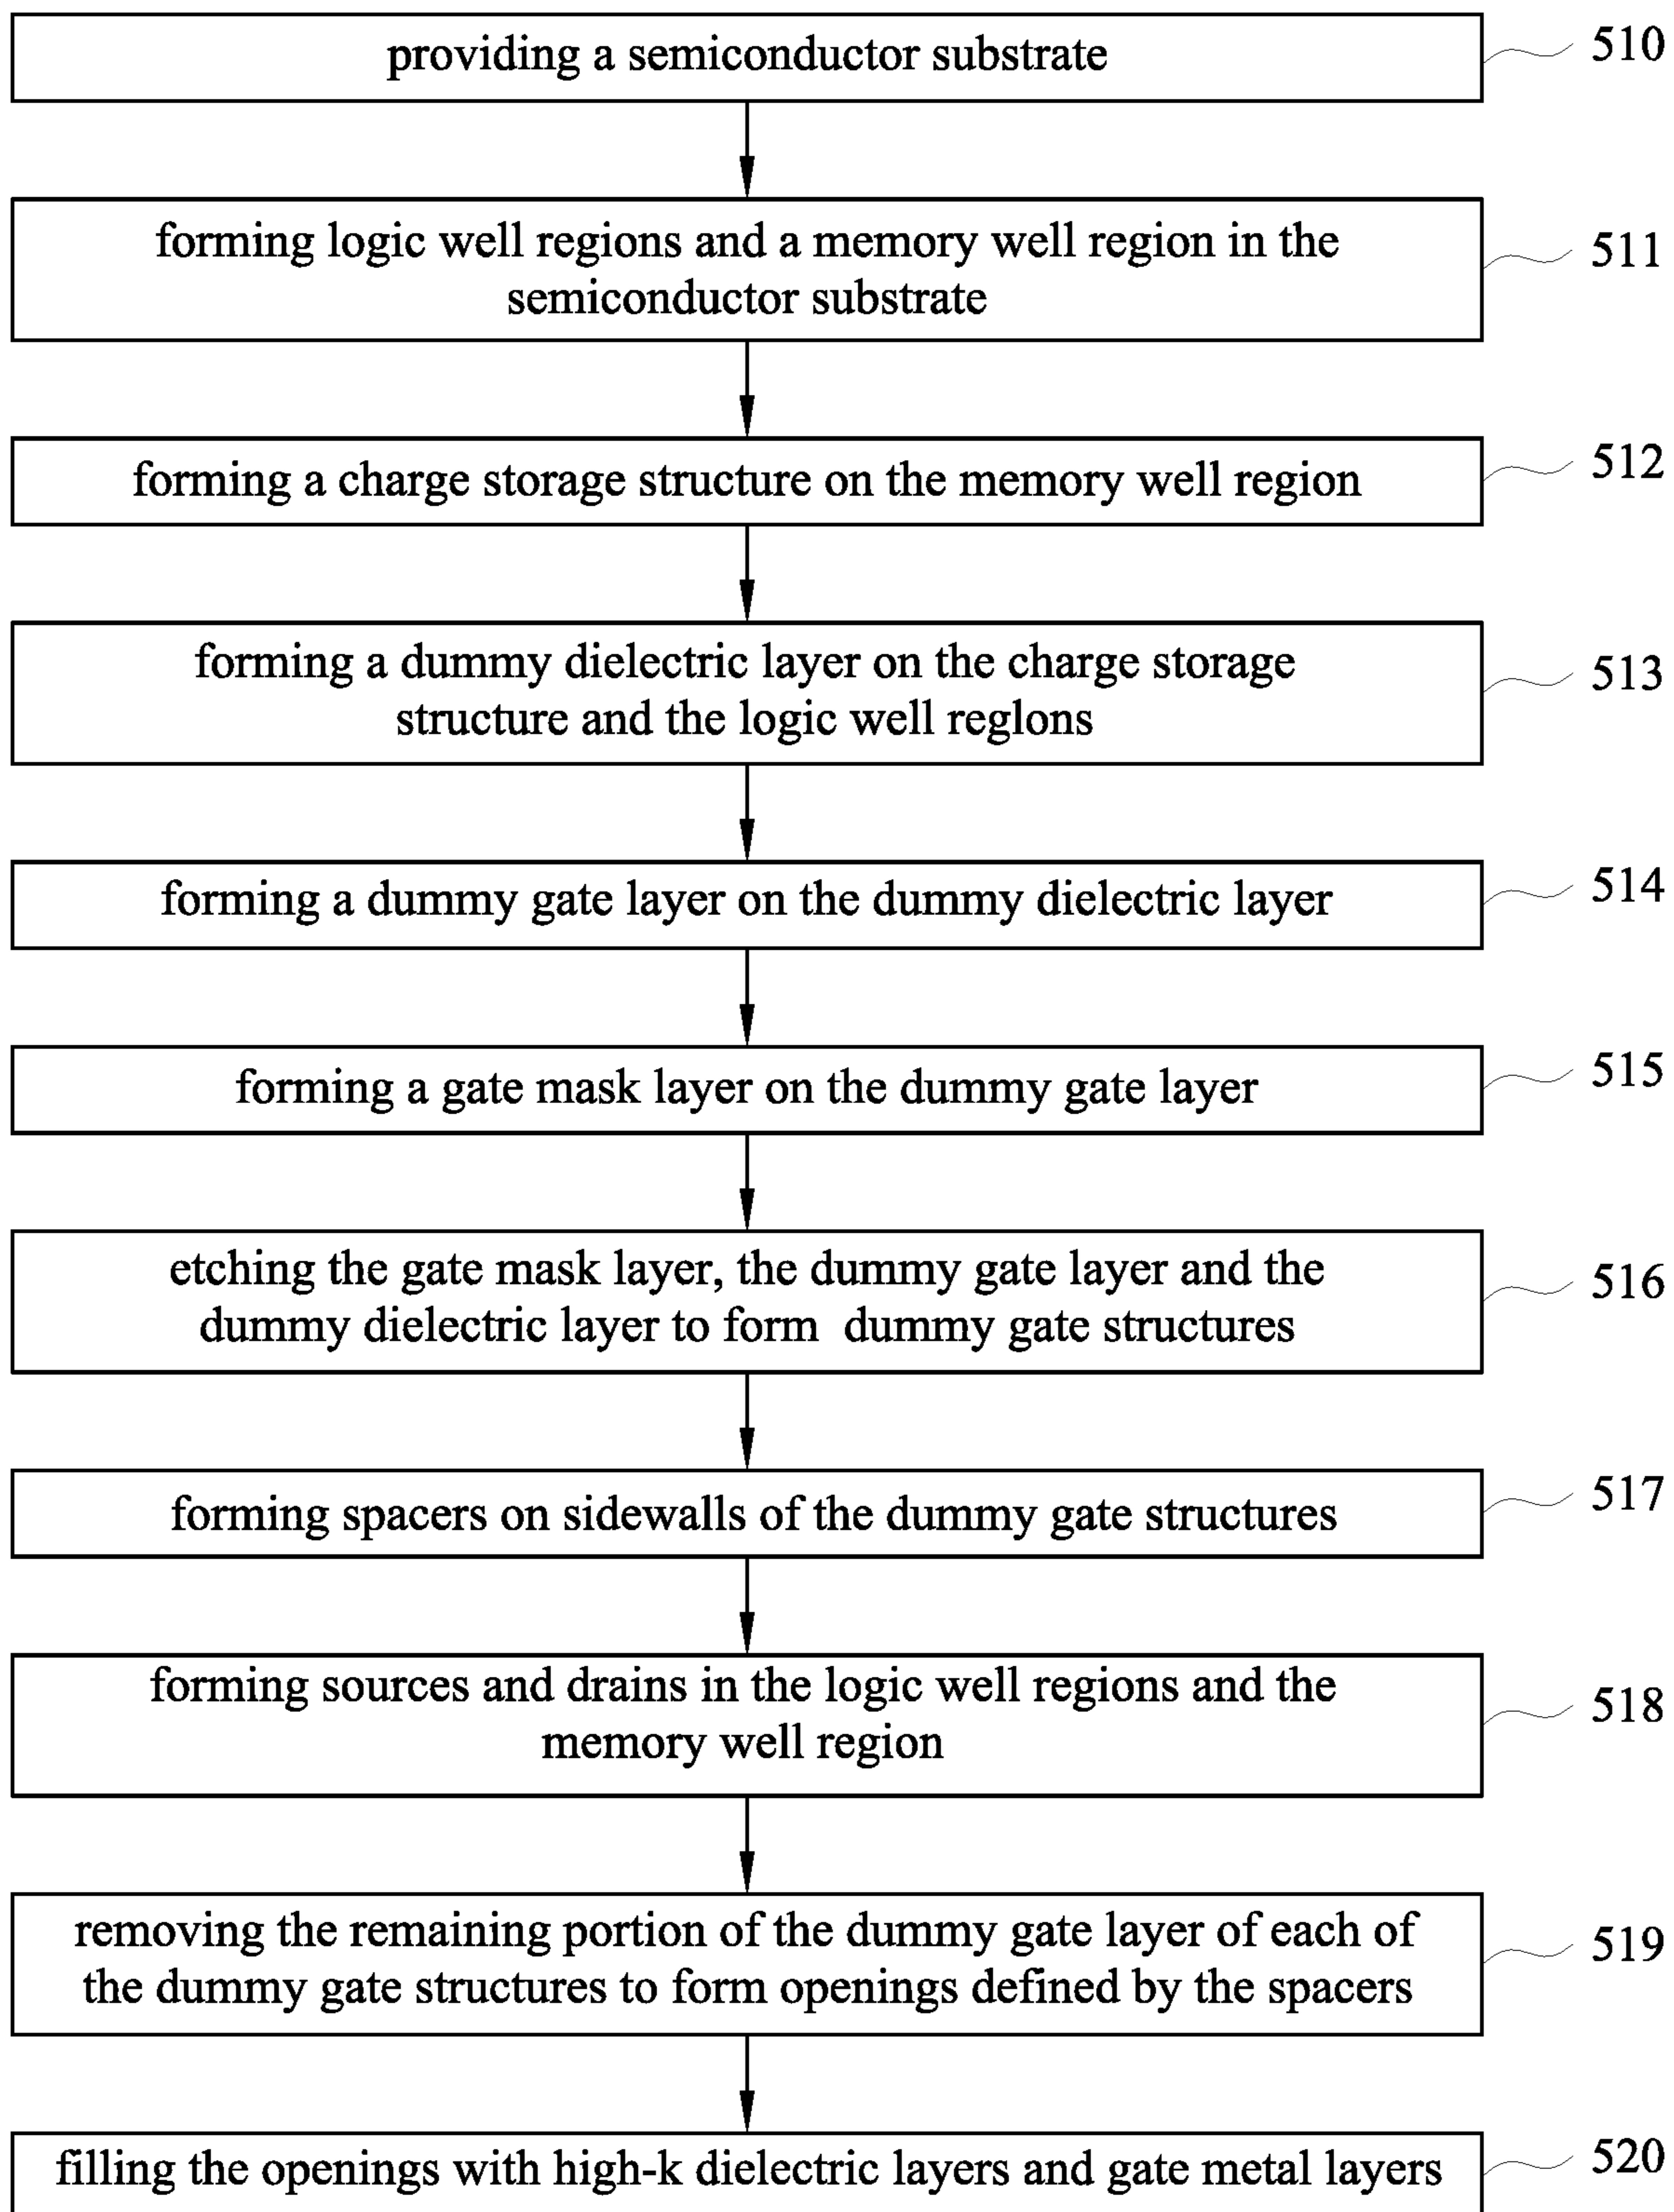 providing a semiconductor substrate
510
forming logic well regions and a memory well region in the
semiconductor substrate
511
forming a charge storage structure on the memory well region
512
forming a dummy dielectric layer on the charge storage
structure and the logic well reglons
513
forming a dummy gate layer on the dummy dielectric layer
514
forming a gate mask layer on the dummy gate layer
515
etching the gate mask layer, the dummy gate layer and the
dummy dielectric layer to form  dummy gate structures
516
forming spacers on sidewalls of the dummy gate structures
517
forming sources and drains in the logic well regions and the
memory well region
518
removing the remaining portion of the dummy gate layer of each of
the dummy gate structures to form openings defined by the spacers
519
filling the openings with high-k dielectric layers and gate metal layers
520